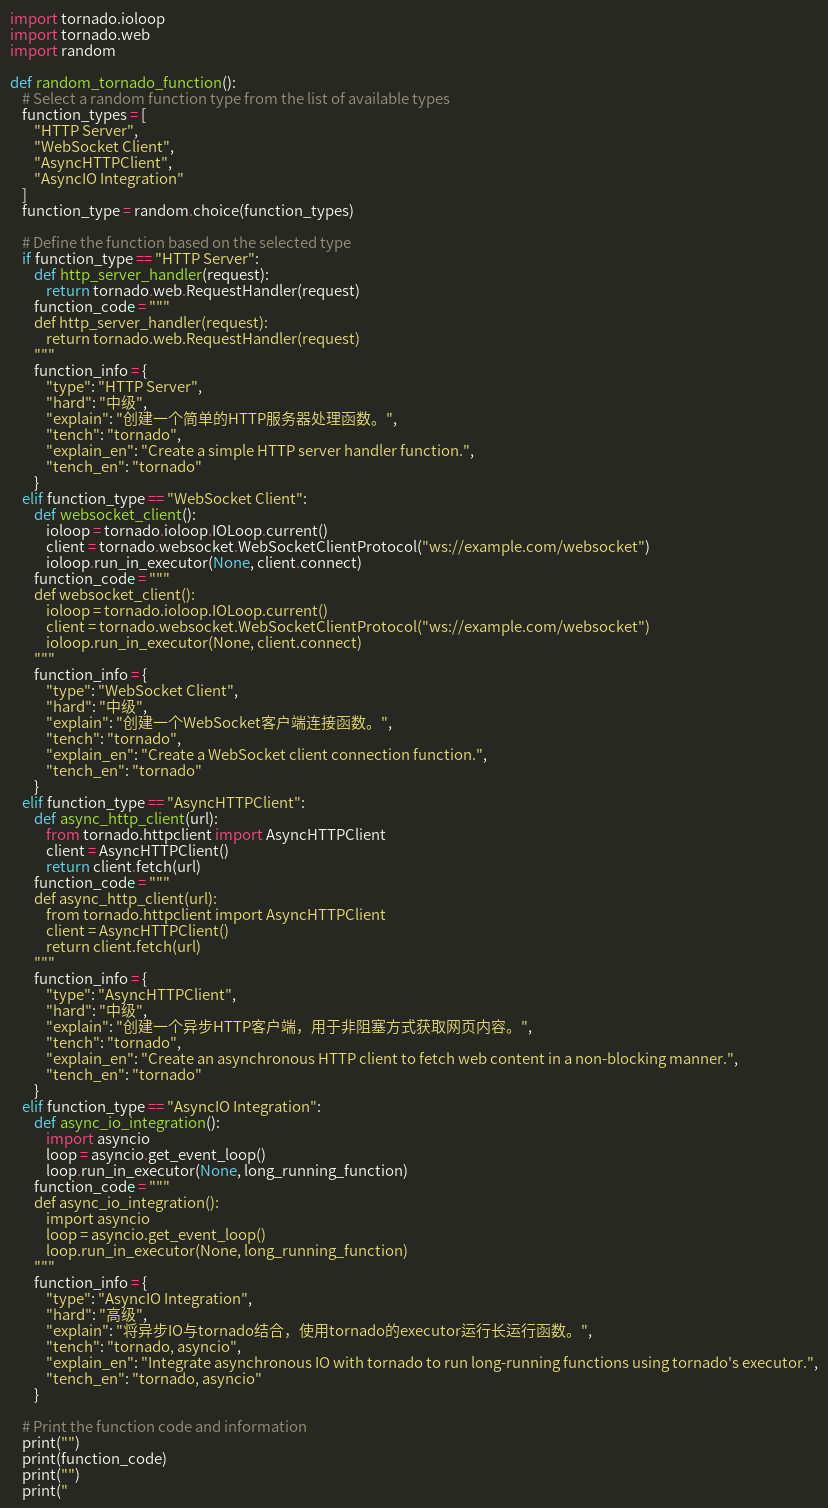 import tornado.ioloop
import tornado.web
import random

def random_tornado_function():
    # Select a random function type from the list of available types
    function_types = [
        "HTTP Server",
        "WebSocket Client",
        "AsyncHTTPClient",
        "AsyncIO Integration"
    ]
    function_type = random.choice(function_types)

    # Define the function based on the selected type
    if function_type == "HTTP Server":
        def http_server_handler(request):
            return tornado.web.RequestHandler(request)
        function_code = """
        def http_server_handler(request):
            return tornado.web.RequestHandler(request)
        """
        function_info = {
            "type": "HTTP Server",
            "hard": "中级",
            "explain": "创建一个简单的HTTP服务器处理函数。",
            "tench": "tornado",
            "explain_en": "Create a simple HTTP server handler function.",
            "tench_en": "tornado"
        }
    elif function_type == "WebSocket Client":
        def websocket_client():
            ioloop = tornado.ioloop.IOLoop.current()
            client = tornado.websocket.WebSocketClientProtocol("ws://example.com/websocket")
            ioloop.run_in_executor(None, client.connect)
        function_code = """
        def websocket_client():
            ioloop = tornado.ioloop.IOLoop.current()
            client = tornado.websocket.WebSocketClientProtocol("ws://example.com/websocket")
            ioloop.run_in_executor(None, client.connect)
        """
        function_info = {
            "type": "WebSocket Client",
            "hard": "中级",
            "explain": "创建一个WebSocket客户端连接函数。",
            "tench": "tornado",
            "explain_en": "Create a WebSocket client connection function.",
            "tench_en": "tornado"
        }
    elif function_type == "AsyncHTTPClient":
        def async_http_client(url):
            from tornado.httpclient import AsyncHTTPClient
            client = AsyncHTTPClient()
            return client.fetch(url)
        function_code = """
        def async_http_client(url):
            from tornado.httpclient import AsyncHTTPClient
            client = AsyncHTTPClient()
            return client.fetch(url)
        """
        function_info = {
            "type": "AsyncHTTPClient",
            "hard": "中级",
            "explain": "创建一个异步HTTP客户端，用于非阻塞方式获取网页内容。",
            "tench": "tornado",
            "explain_en": "Create an asynchronous HTTP client to fetch web content in a non-blocking manner.",
            "tench_en": "tornado"
        }
    elif function_type == "AsyncIO Integration":
        def async_io_integration():
            import asyncio
            loop = asyncio.get_event_loop()
            loop.run_in_executor(None, long_running_function)
        function_code = """
        def async_io_integration():
            import asyncio
            loop = asyncio.get_event_loop()
            loop.run_in_executor(None, long_running_function)
        """
        function_info = {
            "type": "AsyncIO Integration",
            "hard": "高级",
            "explain": "将异步IO与tornado结合，使用tornado的executor运行长运行函数。",
            "tench": "tornado, asyncio",
            "explain_en": "Integrate asynchronous IO with tornado to run long-running functions using tornado's executor.",
            "tench_en": "tornado, asyncio"
        }

    # Print the function code and information
    print("")
    print(function_code)
    print("")
    print("